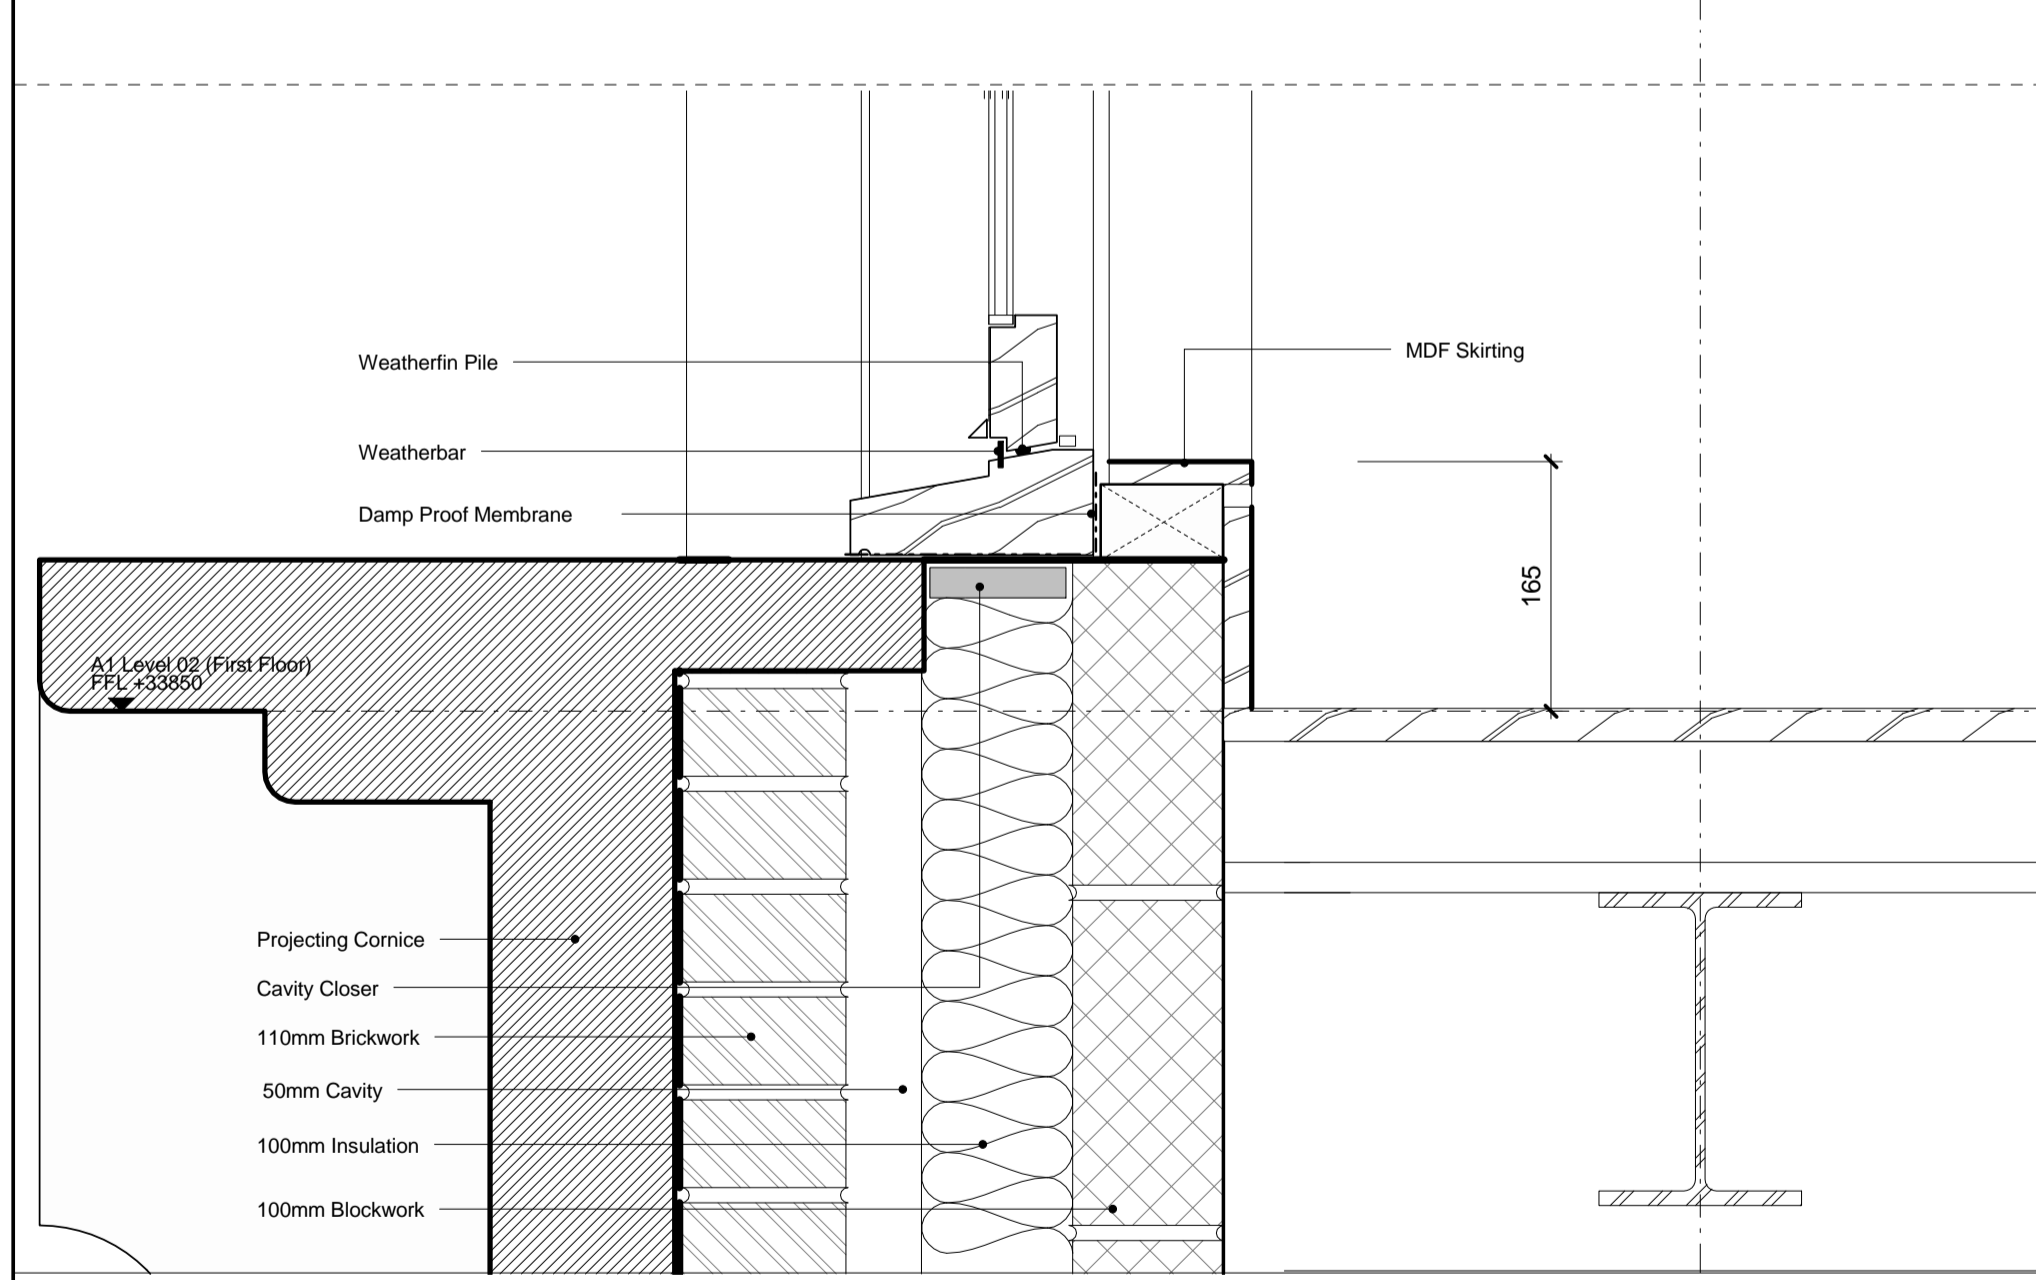 Weatherfin Pile
MDF Skirting
Weatherbar
Damp Proof Membrane
165
A1 Level 02 (First Floor)
FFL +33850
Projecting Cornice
Cavity Closer
110mm Brickwork
50mm Cavity
100mm Insulation
100mm Blockwork